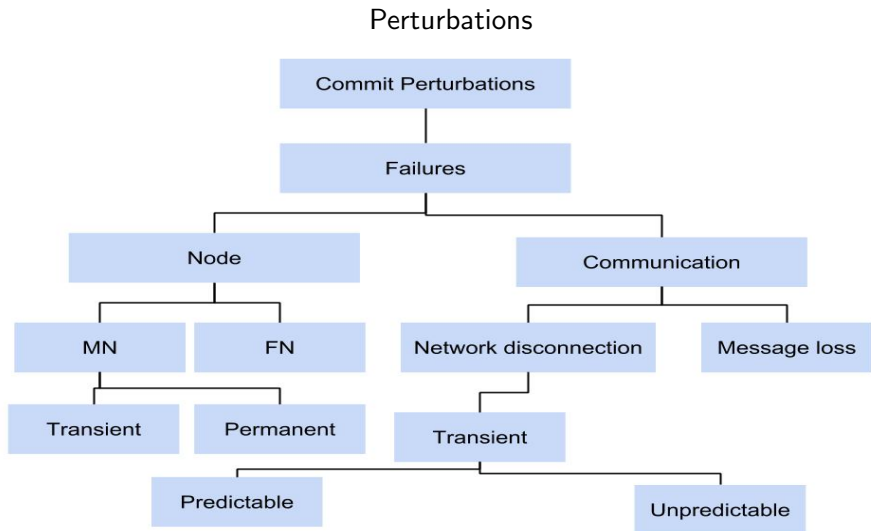 Perturbations
Commit Perturbations
Failures
Node
Communication
MN
FN
Network disconnection
Message loss
Transient
Permanent
Transient
Predictable
Unpredictable